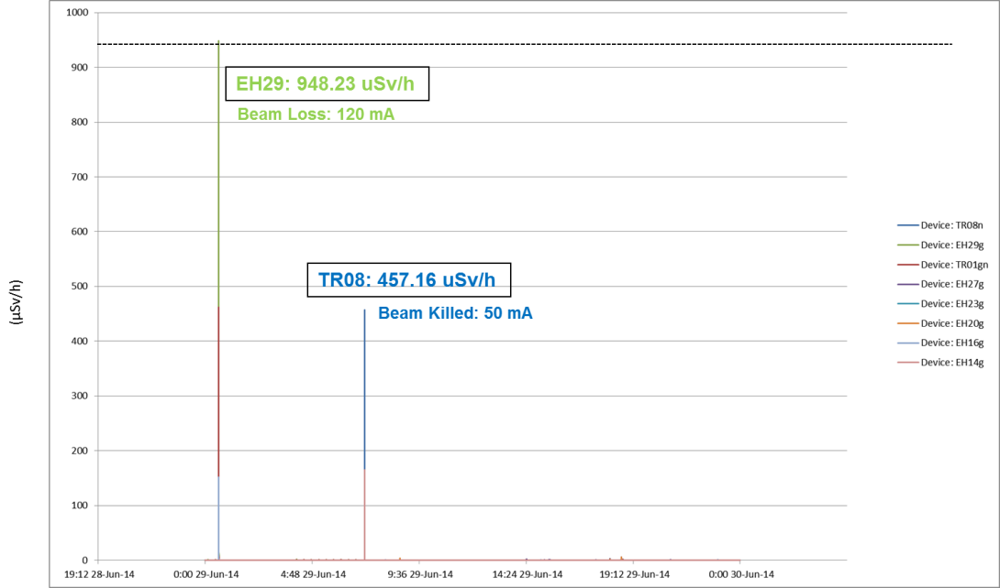 1000
900
800
700
600
500
400
300
200
100
0
(µSv/h)
EH29: 948.23 uSv/h
Beam Loss: 120 mA
TR08: 457.16 uSv/h
Beam Killed: 50 mA
Device: TR08n
Device: EH29g
Device: TR01gn
Device: EH27g
Device: EH23g
Device: EH20g
Device: EH16g
Device: EH14g
19:12 28-Jun-14 0:00 29-Jun-14 4:48 29-Jun-14 9:36 29-Jun-14 14:24 29-Jun-14 19:12 29-Jun-14 0:00 30-Jun-14